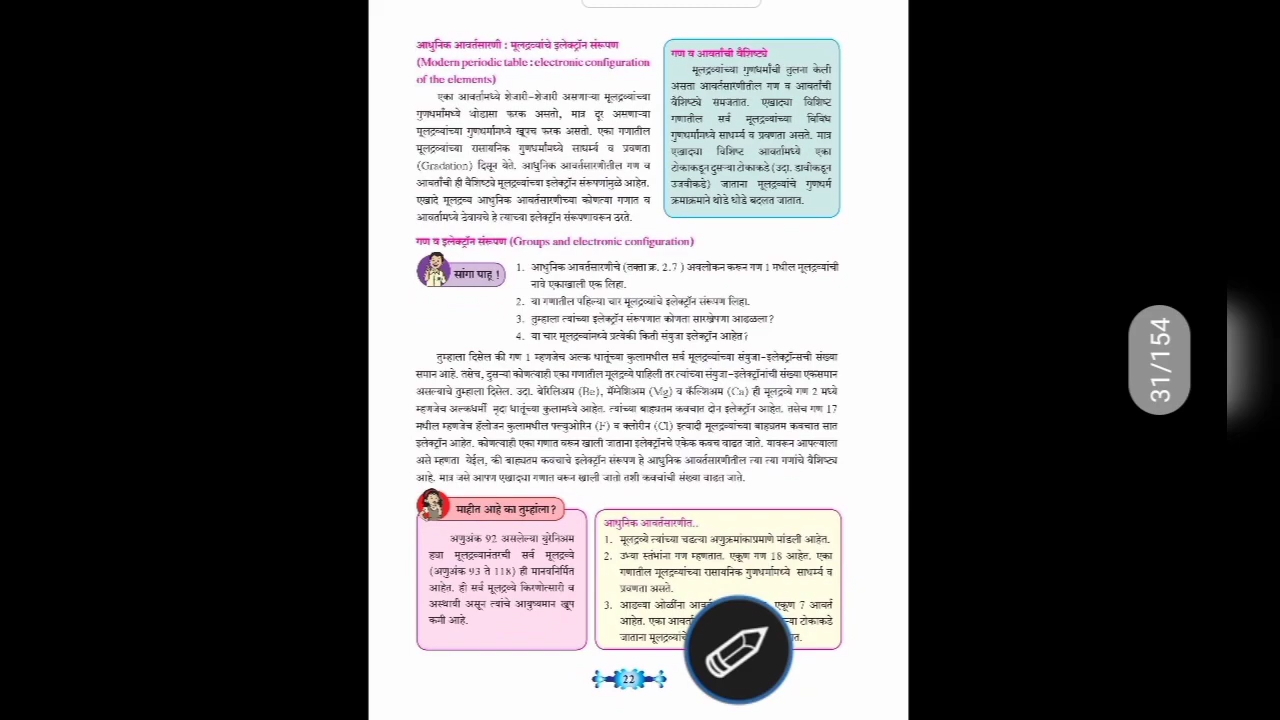 आधुनिक आवर्तसारणी : मूलद्रव्यांचे इलेक्ट्रॉन संरूपण
(Modern periodic table : electronic configuration
of the elements)
एका आवर्तामध्ये शेजारी-शेजारी असणाऱ्या मूलद्रव्यांच्या
गुणधर्मांमध्ये थोडासा फरक असतो, मात्र दूर असणाऱ्या
मूलद्रव्यांच्या गुणधर्मांमध्ये खूपच फरक असतो. एका गणातील
मूलद्रव्यांच्या रासायनिक गुणधर्मांमध्ये साधर्म्य व प्रवणता
(Gradation) दिसून येते. आधुनिक आवर्तसारणीतील गण व
आवर्तांची ही वैशिष्ट्ये मूलद्रव्यांच्या इलेक्ट्रॉन संरूपणांमुळे आहेत.
एखादे मूलद्रव्य आधुनिक आवर्तसारणीच्या कोणत्या गणात व
आवर्तामध्ये ठेवायचे हे त्याच्या इलेक्ट्रॉन संरूपणावरून ठरते.
गण व आवर्तांची वैशिष्ट्ये
मूलद्रव्यांच्या गुणधर्मांची तुलना केली
असता आवर्तसारणीतील गण व आवर्तांची
वैशिष्ट्ये समजतात. एखाद्या विशिष्ट
गणातील सर्व मूलद्रव्यांच्या विविध
गुणधर्मांमध्ये साधर्म्य व प्रवणता असते. मात्र
एखाद्या विशिष्ट आवर्तामध्ये एका
टोकाकडून दुसऱ्या टोकाकडे (उदा. डावीकडून
उजवीकडे) जाताना मूलद्रव्यांचे गुणधर्म
क्रमाक्रमाने थोडे थोडे बदलत जातात.
गण व इलेक्ट्रॉन संरूपण (Groups and electronic configuration)
सांगा पाहू !
1. आधुनिक आवर्तसारणीचे (तक्ता क्र. 2.7 ) अवलोकन करून गण 1 मधील मूलद्रव्यांची
नावे एकाखाली एक लिहा.
2. या गणातील पहिल्या चार मूलद्रव्यांचे इलेक्ट्रॉन संरूपण लिहा.
3. तुम्हाला त्यांच्या इलेक्ट्रॉन संरूपणात कोणता सारखेपणा आढळला?
4. या चार मूलद्रव्यांमध्ये प्रत्येकी किती संयुजा इलेक्ट्रॉन आहेत?
तुम्हाला दिसेल की गण 1 म्हणजेच अल्क धातूंच्या कुलामधील सर्व मूलद्रव्यांच्या संयुजा-इलेक्ट्रॉन्सची संख्या
समान आहे. तसेच, दुसऱ्या कोणत्याही एका गणातील मूलद्रव्ये पाहिली तर त्यांच्या संयुजा-इलेक्ट्रॉनांची संख्या एकसमान
असल्याचे तुम्हाला दिसेल. उदा. बेरिलिअम (Be), मॅग्नेशिअम (Mg) व कॅल्शिअम (Ca) ही मूलद्रव्ये गण 2 मध्ये
म्हणजेच अल्कधर्मी मृदा धातूंच्या कुलामध्ये आहेत. त्यांच्या बाह्यतम कवचात दोन इलेक्ट्रॉन आहेत. तसेच गण 17
मधील म्हणजेच हॅलोजन कुलामधील फ्ल्युओरिन (F) व क्लोरीन (Cl) इत्यादी मूलद्रव्यांच्या बाह्यतम कवचात सात
इलेक्ट्रॉन आहेत. कोणत्याही एका गणात वरून खाली जाताना इलेक्ट्रॉनचे एकेक कवच वाढत जाते. यावरून आपल्याला
असे म्हणता येईल, की बाह्यतम कवचाचे इलेक्ट्रॉन संरूपण हे आधुनिक आवर्तसारणीतील त्या त्या गणांचे वैशिष्ट्य
आहे. मात्र जसे आपण एखाद्या गणात वरून खाली जातो तशी कवचांची संख्या वाढत जाते.
माहीत आहे का तुम्हांला?
अणुअंक 92 असलेल्या युरेनिअम
ह्या मूलद्रव्यानंतरची सर्व मूलद्रव्ये
(अणुअंक 93 ते 118) ही मानवनिर्मित
आहेत. ही सर्व मूलद्रव्ये किरणोत्सारी व
अस्थायी असून त्यांचे आयुष्यमान खूप
कमी आहे.
आधुनिक आवर्तसारणीत..
1. मूलद्रव्ये त्यांच्या चढत्या अणुक्रमांकाप्रमाणे मांडली आहेत.
2. उभ्या स्तंभांना गण म्हणतात. एकूण गण 18 आहेत. एका
गणातील मूलद्रव्यांच्या रासायनिक गुणधर्मामध्ये साधर्म्य व
प्रवणता असते.
3. आडव्या ओळींना एकूण 7 आवर्त
आहेत. एका टोकाकडे
जाताना
22
31/154